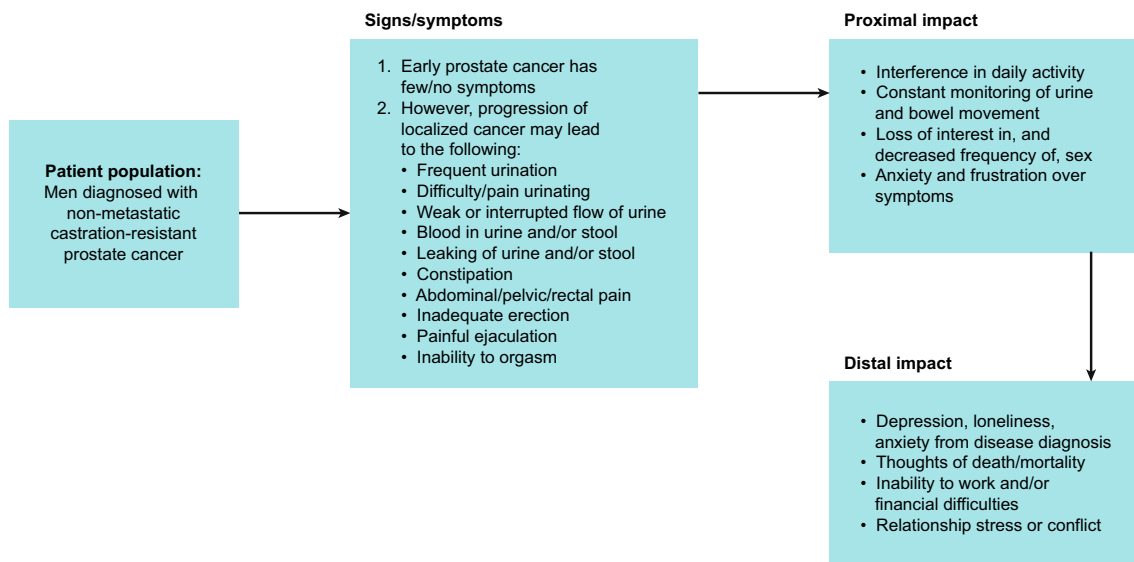 Patient population:
Men diagnosed with
non-metastatic
castration-resistant
prostate cancer
Signs/symptoms
1. Early prostate cancer has
few/no symptoms
2. However, progression of
localized cancer may lead
to the following:
• Frequent urination
• Difficulty/pain urinating
• Weak or interrupted flow of urine
• Blood in urine and/or stool
• Leaking of urine and/or stool
• Constipation
• Abdominal/pelvic/rectal pain
• Inadequate erection
• Painful ejaculation
• Inability to orgasm
Proximal impact
• Interference in daily activity
• Constant monitoring of urine
and bowel movement
• Loss of interest in, and
decreased frequency of, sex
• Anxiety and frustration over
symptoms
Distal impact
• Depression, loneliness,
anxiety from disease diagnosis
• Thoughts of death/mortality
• Inability to work and/or
financial difficulties
• Relationship stress or conflict